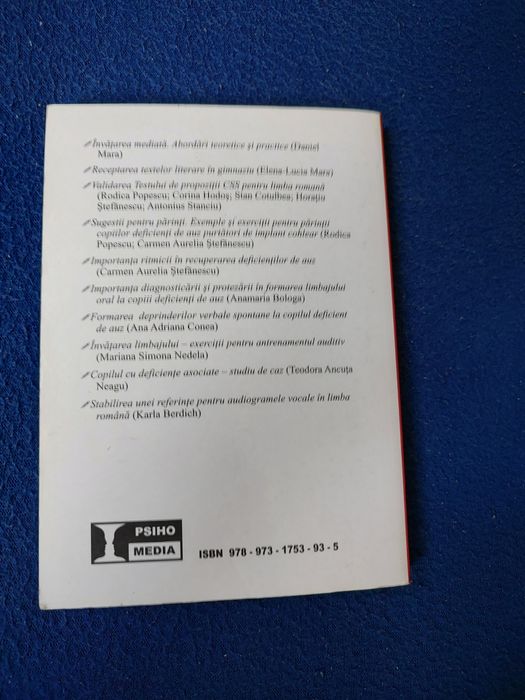 Învățarea mediată. Abordări teoretice și practice (Daniel
Mara)
Receptarea textelor literare în gimnaziu (Elena-Lucia Mara)
Validarea Testului de propoziții CSS pentru limba română
(Rodica Popescu; Corina Hodoș; Stan Cotulbea; Horațiu
Ștefănescu; Antonius Stanciu)
Sugestii pentru părinți. Exemple și exerciții pentru părinții
copiilor deficienți de auz purtători de implant cohlear (Rodica
Popescu; Carmen Aurelia Ștefănescu)
Importanța ritmicii în recuperarea deficienților de auz
(Carmen Aurelia Ștefănescu)
Importanța diagnosticării și protezării în formarea limbajului
oral la copiii deficienți de auz (Anamaria Bologa)
Formarea deprinderilor verbale spontane la copilul deficient
de auz (Ana Adriana Conea)
Învățarea limbajului – exerciții pentru antrenamentul auditiv
(Mariana Simona Nedela)
Copilul cu deficiențe asociate – studiu de caz (Teodora Ancuța
Neagu)
Stabilirea unei referințe pentru audiogramele vocale în limba
română (Karla Berdich)
PSIHO
MEDIA
ISBN 978 - 973 - 1753 - 93 - 5